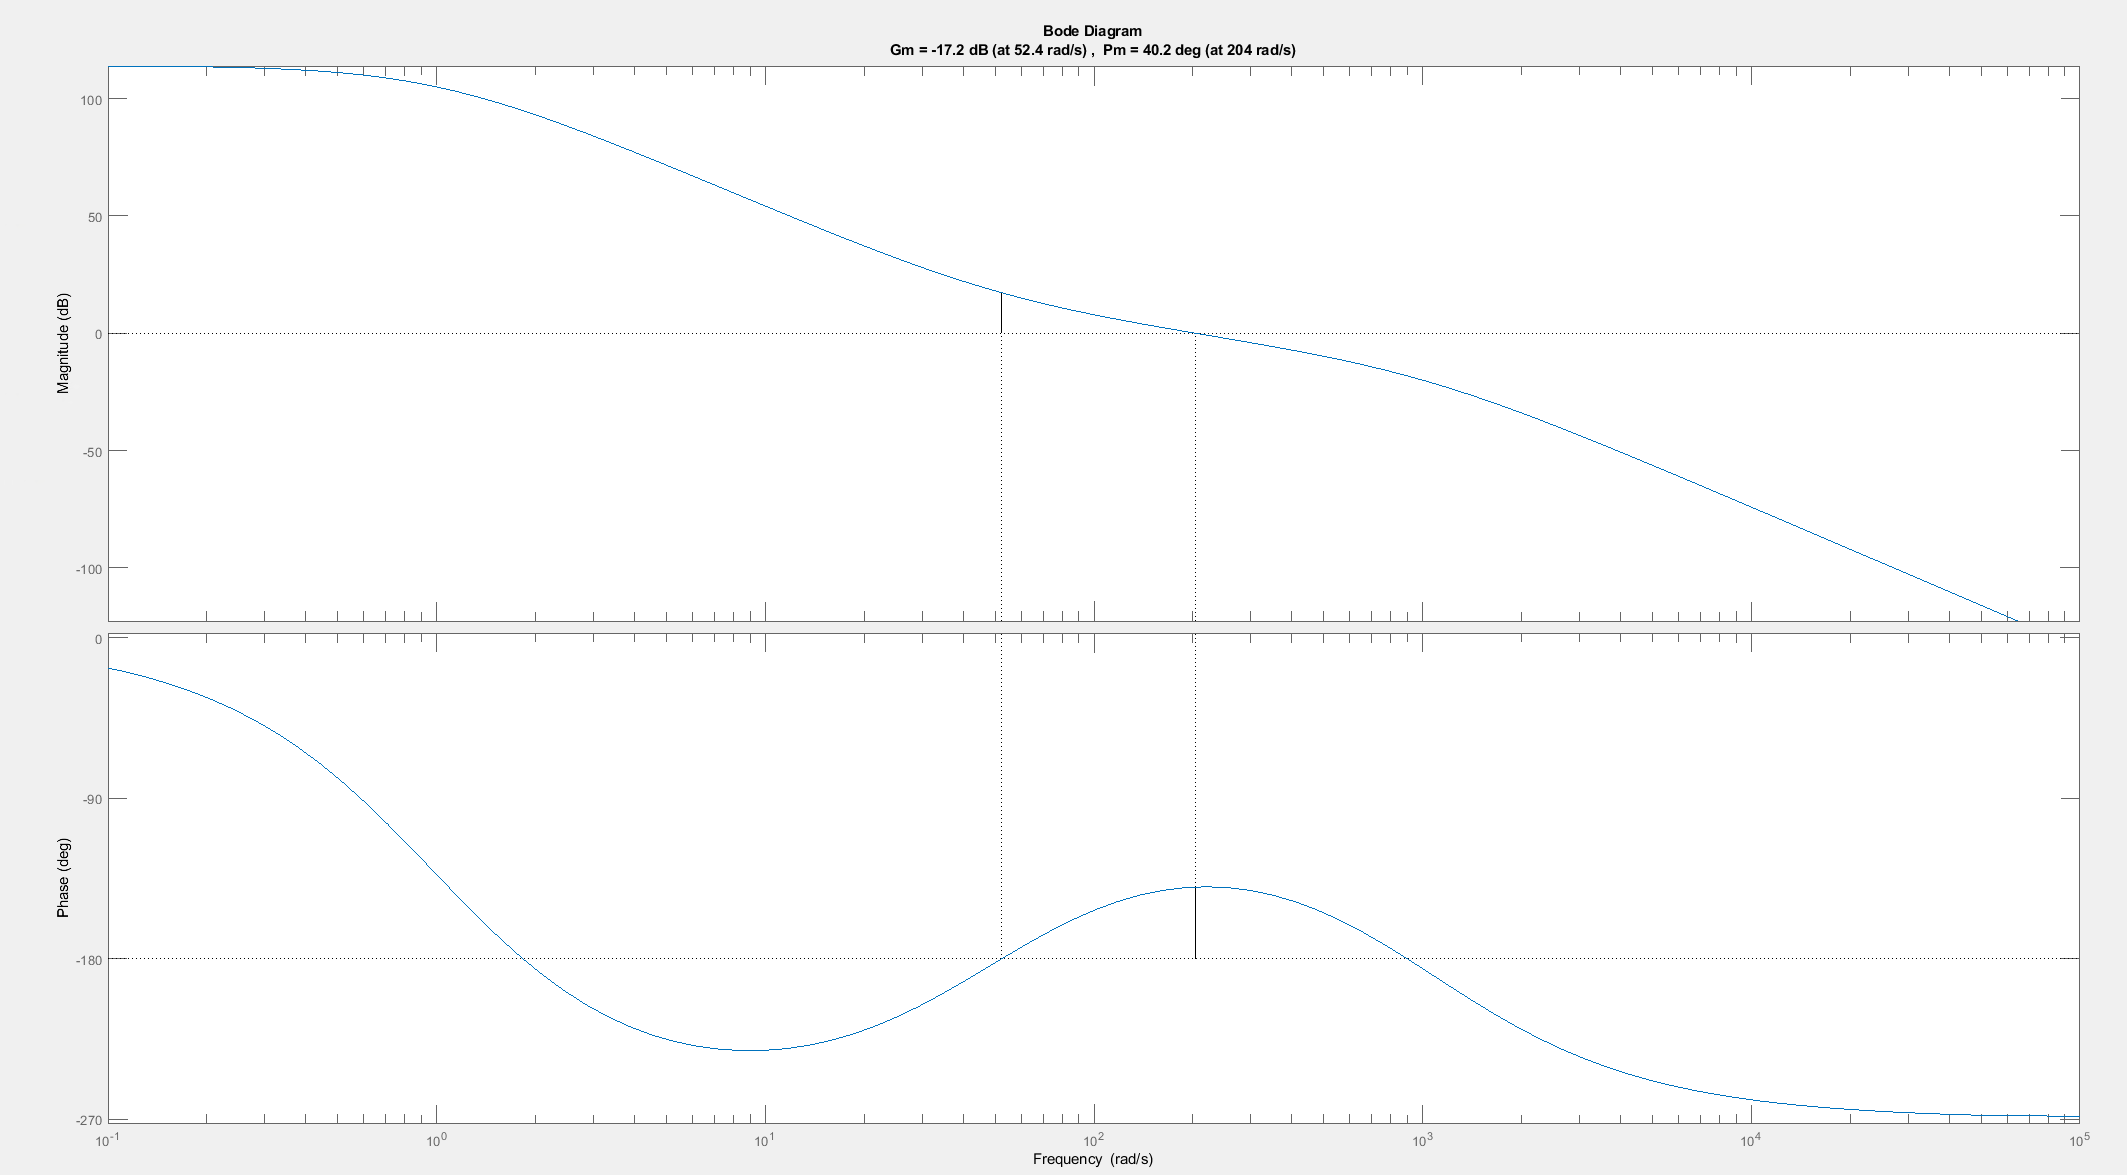 Bode Diagram
Gm = -17.2 dB (at 52.4 rad/s) , Pm = 40.2 deg (at 204 rad/s)
Magnitude (dB)
100
50
0
-50
-100
Phase (deg)
0
-90
-180
-270
10^-1 10^0 10^1 10^2 10^3 10^4 10^5
Frequency (rad/s)